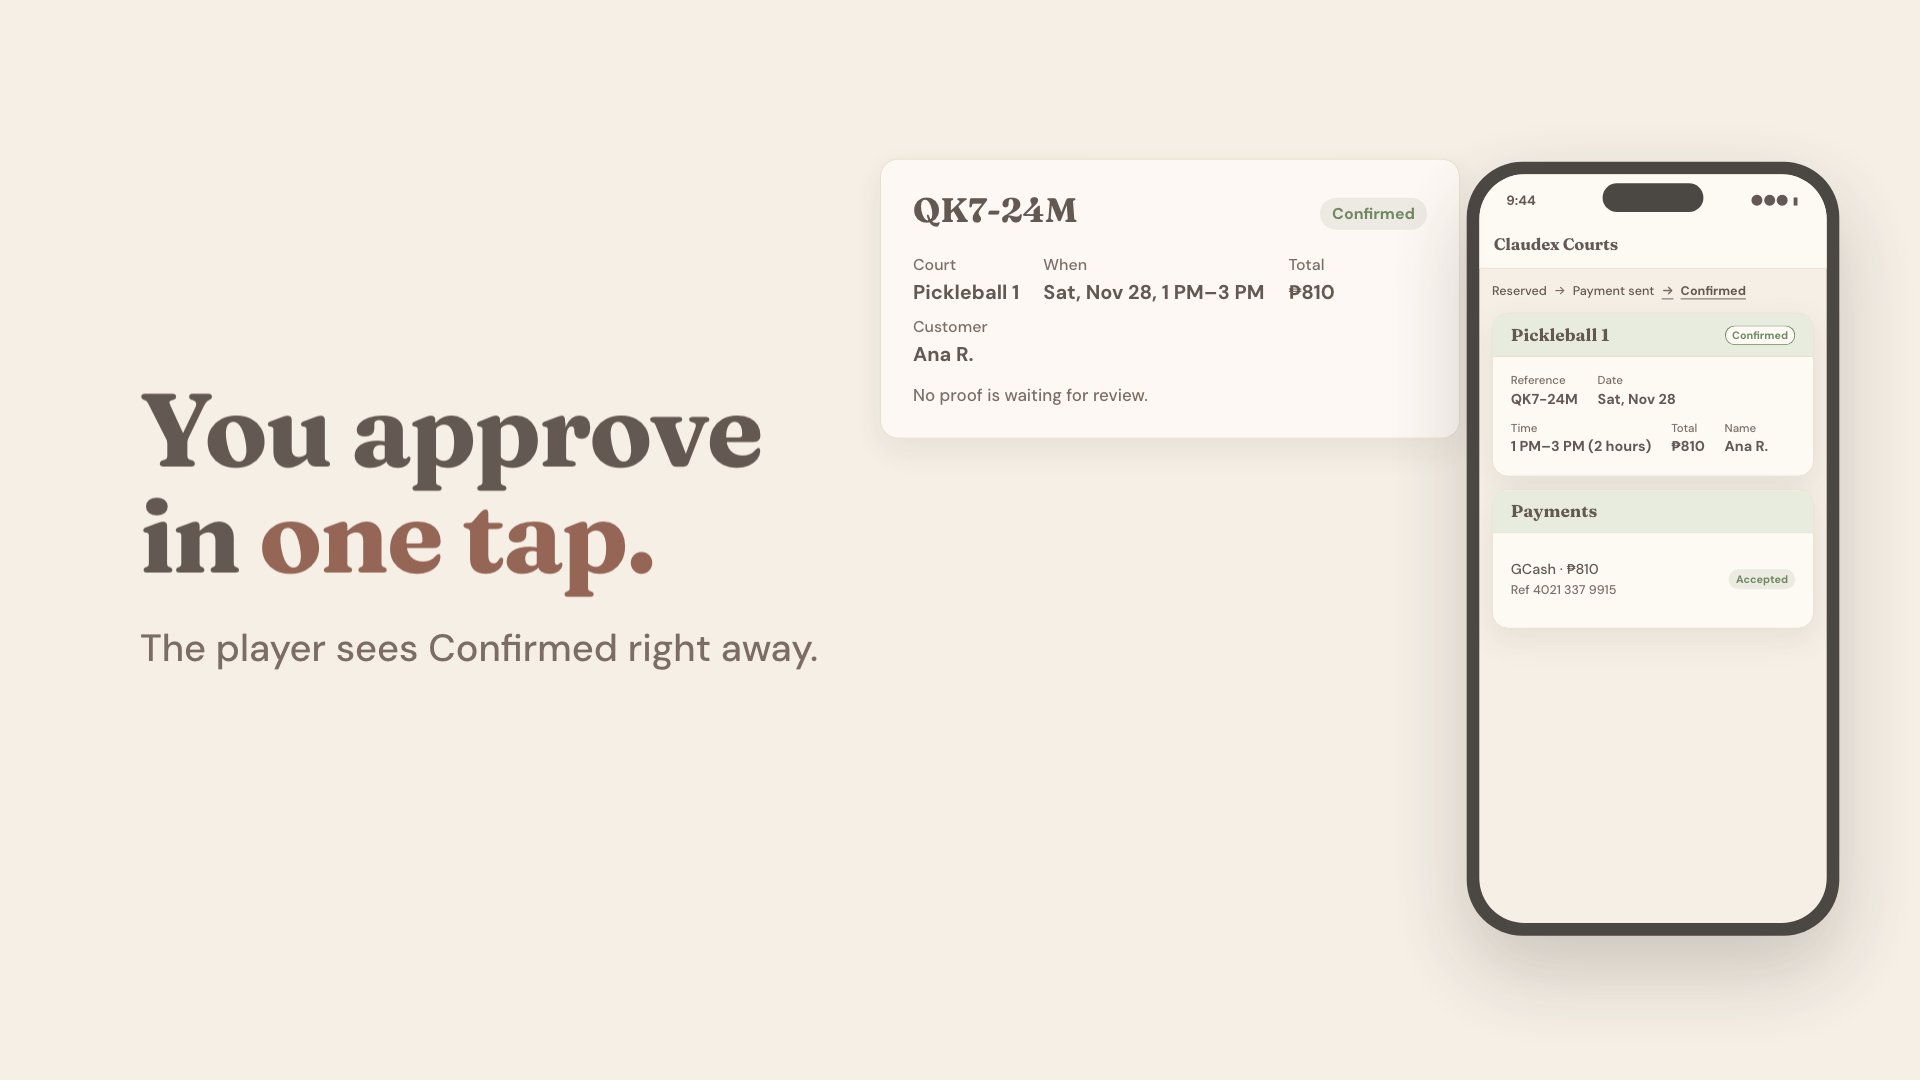 You approve
in one tap.
The player sees Confirmed right away.
QK7-24M
Confirmed
Court When Total
Pickleball 1 Sat, Nov 28, 1 PM–3 PM ₱810
Customer
Ana R.
No proof is waiting for review.
9:44
Claudex Courts
Reserved → Payment sent → Confirmed
Pickleball 1 Confirmed
Reference Date
QK7-24M Sat, Nov 28
Time Total Name
1 PM–3 PM (2 hours) ₱810 Ana R.
Payments
GCash · ₱810
Ref 4021 337 9915
Accepted